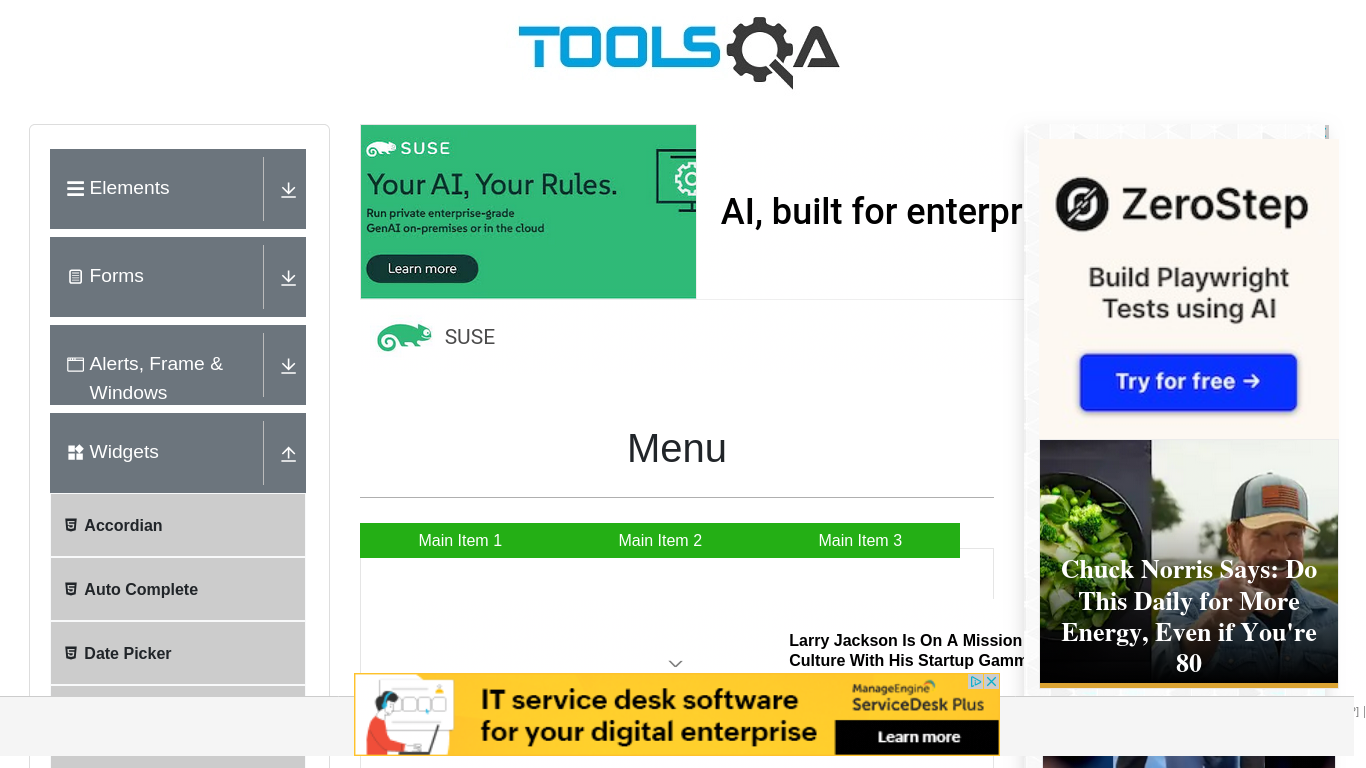 TOOLSQA
Elements
Forms
Alerts, Frame &
Windows
Widgets
Accordian
Auto Complete
Date Picker
SUSE
Your AI, Your Rules.
Run private enterprise-grade
GenAI on-premises or in the cloud
Learn more
AI, built for enterpr
SUSE
Menu
Main Item 1
Main Item 2
Main Item 3
Larry Jackson Is On A Mission
Culture With His Startup Gamm
ZeroStep
Build Playwright
Tests using AI
Try for free →
Chuck Norris Says: Do
This Daily for More
Energy, Even if You're
80
IT service desk software
for your digital enterprise
ManageEngine
ServiceDesk Plus
Learn more